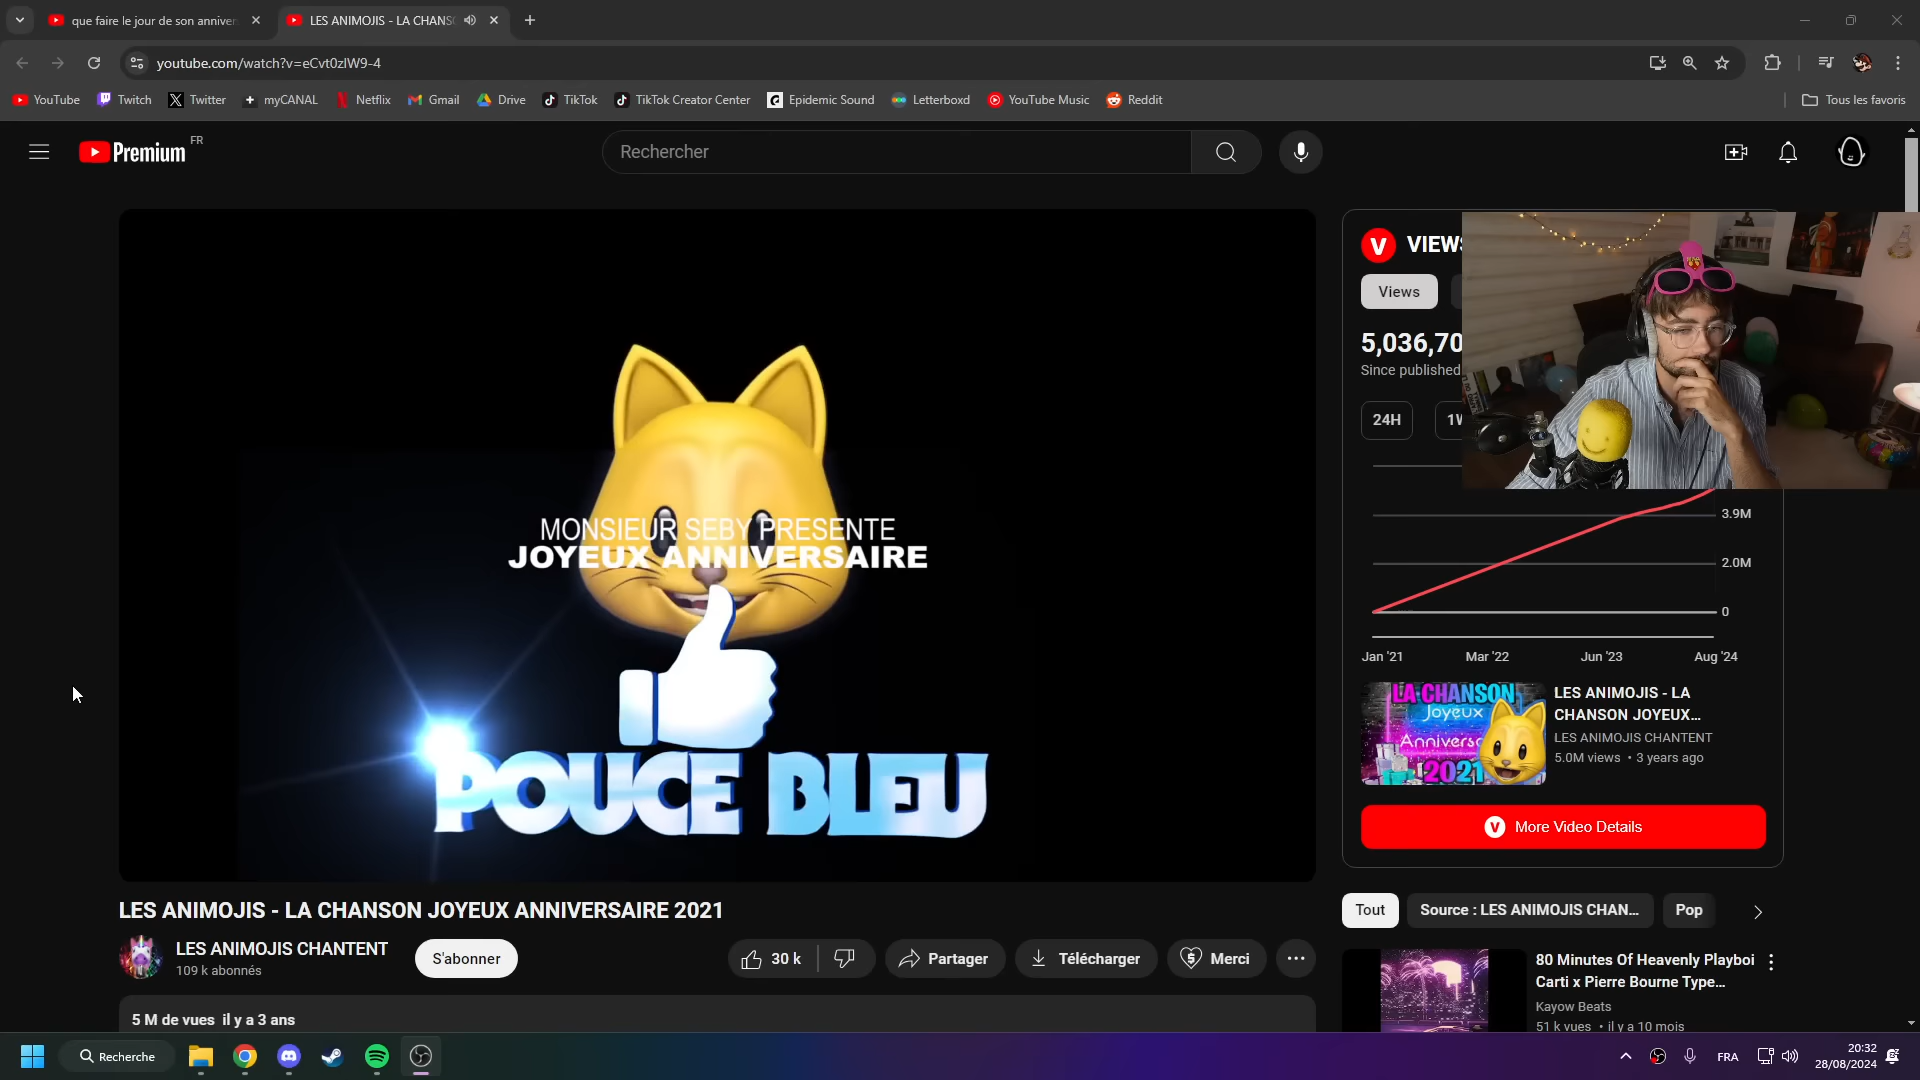 que faire le jour de son anniver
LES ANIMOJIS - LA CHANS
youtube.com/watch?v=eCvt0zIW9-4
YouTube
Twitch
Twitter
myCANAL
Netflix
Gmail
Drive
TikTok
TikTok Creator Center
Epidemic Sound
Letterboxd
YouTube Music
Reddit
Tous les favoris
Premium
FR
Rechercher
MONSIEUR SEBY PRESENTE
JOYEUX ANNIVERSAIRE
POUCE BLEU
VIEWS
Views
5,036,70
Since published
24H
1W
3.9M
2.0M
0
Jan '21
Mar '22
Jun '23
Aug '24
LA CHANSON
Joyeux
Anniversa
2021
LES ANIMOJIS - LA
CHANSON JOYEUX...
LES ANIMOJIS CHANTENT
5.0M views • 3 years ago
More Video Details
LES ANIMOJIS - LA CHANSON JOYEUX ANNIVERSAIRE 2021
LES ANIMOJIS CHANTENT
109 k abonnés
S'abonner
30 k
Partager
Télécharger
Merci
5 M de vues il y a 3 ans
Tout
Source : LES ANIMOJIS CHAN...
Pop
80 Minutes Of Heavenly Playboi
Carti x Pierre Bourne Type...
Kayow Beats
51 k vues • il y a 10 mois
Recherche
FRA
20:32
28/08/2024